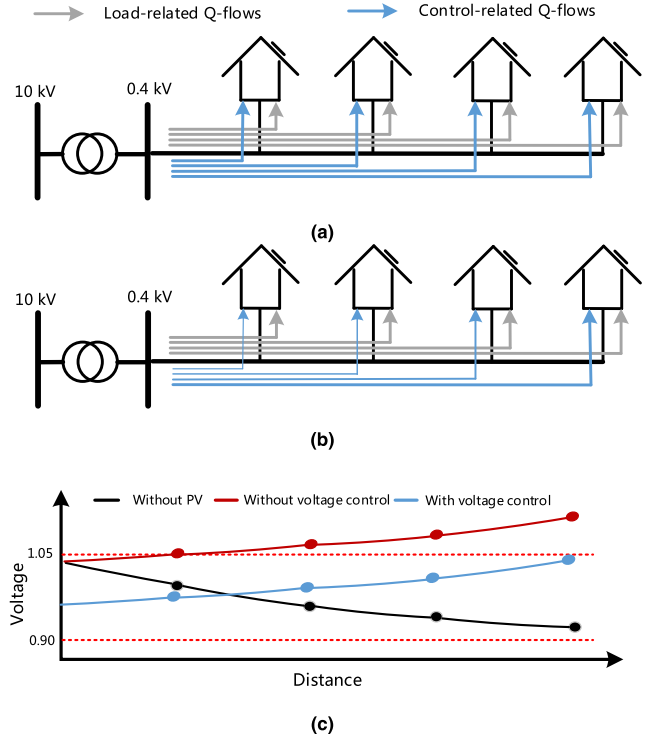 Load-related Q-flows Control-related Q-flows
10 kV 0.4 kV
(a)
10 kV 0.4 kV
(b)
Without PV Without voltage control With voltage control
1.05
Voltage
0.90
Distance
(c)